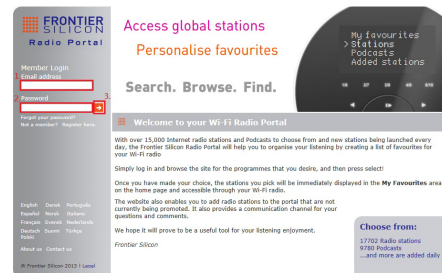 FRONTIER
SILICON
Radio Portal
Access global stations
Personalise favourites
Search. Browse. Find.
My favourites
> Stations
Podcasts
Added stations
Member Login
1. Email address
2. Password
3.
Forgot your password?
Not a member? Register here.
Welcome to your Wi-Fi Radio Portal
With over 15,000 Internet radio stations and Podcasts to choose from and new stations being launched every
day, the Frontier Silicon Radio Portal will help you to organise your listening by creating a list of favourites for
your Wi-Fi radio
Simply log in and browse the site for the programmes that you desire, and then press select!
Once you have made your choice, the stations you pick will be immediately displayed in the My Favourites area
on the home page and accessible through your Wi-Fi radio.
The website also enables you to add radio stations to the portal that are not
currently being promoted. It also provides a communication channel for your
questions and comments.
We hope it will prove to be a useful tool for your listening enjoyment.
Frontier Silicon
Choose from:
17702 Radio stations
9780 Podcasts
...and more are added daily
English Dansk Português
Español Norsk Italiano
Français Svensk Nederlands
Deutsch Suomi Türkçe
Polski
About us Contact us
© Frontier Silicon 2013 | Legal